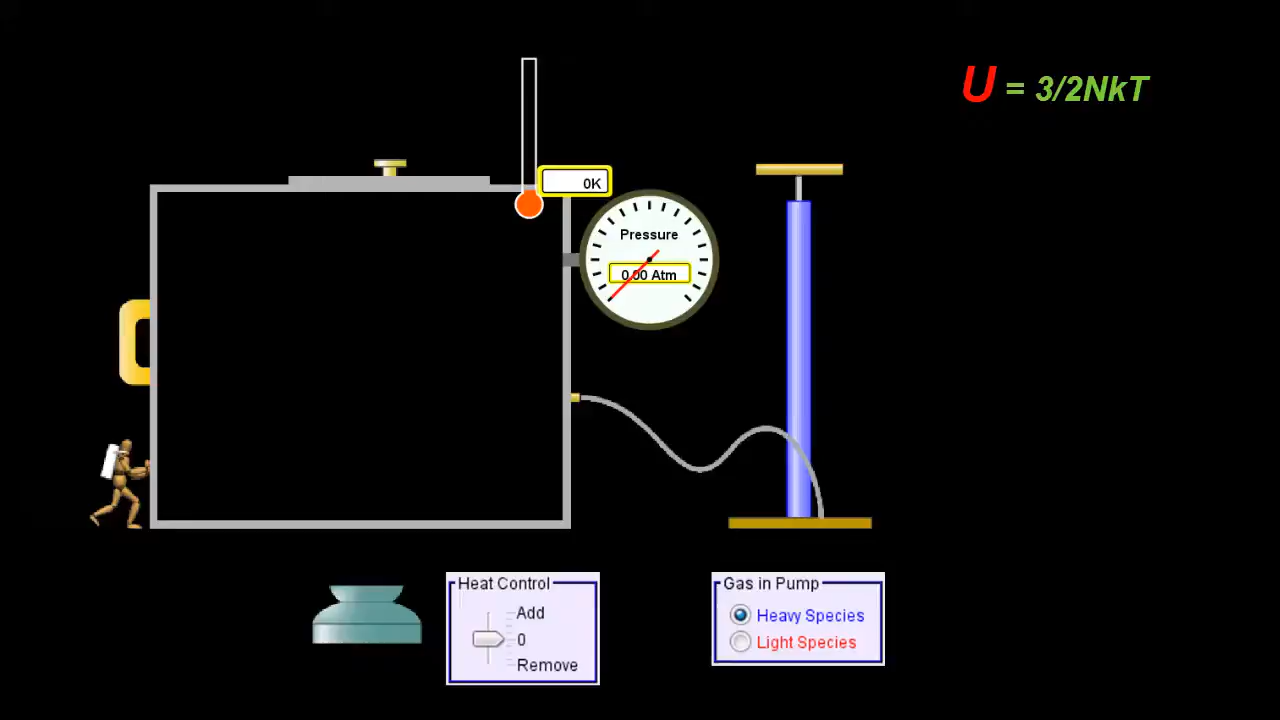 U = 3/2NkT
0K
Pressure
0.00 Atm
Heat Control
Add
0
Remove
Gas in Pump
Heavy Species
Light Species